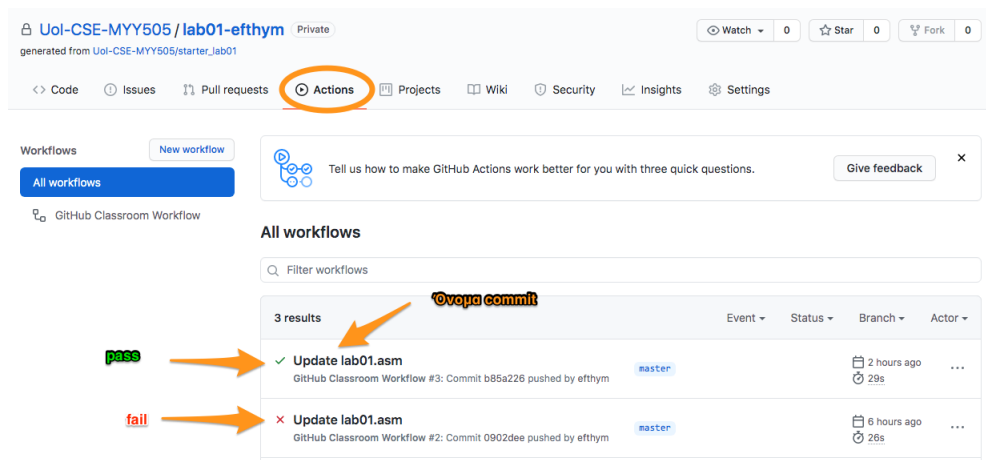 UoI-CSE-MYY505 / lab01-efthym Private
Watch 0 Star 0 Fork 0
generated from UoI-CSE-MYY505/starter_lab01
Code Issues Pull requests Actions Projects Wiki Security Insights Settings
Workflows New workflow
All workflows
GitHub Classroom Workflow
Tell us how to make GitHub Actions work better for you with three quick questions. Give feedback
All workflows
Filter workflows
Όνομα commit
3 results Event Status Branch Actor
pass
Update lab01.asm
GitHub Classroom Workflow #3: Commit b85a226 pushed by efthym
master
2 hours ago
29s
fail
Update lab01.asm
GitHub Classroom Workflow #2: Commit 0902dee pushed by efthym
master
6 hours ago
26s